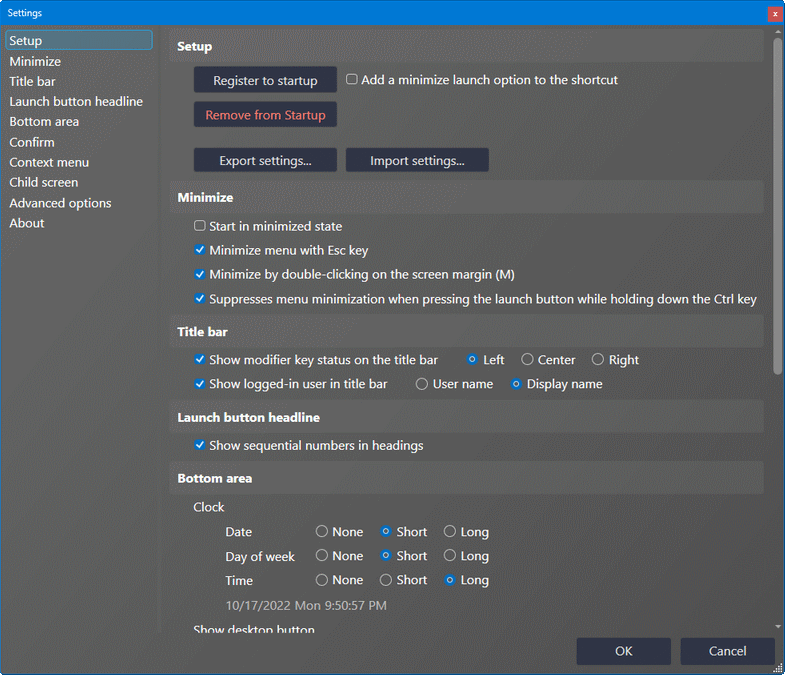 Settings
Setup
Minimize
Title bar
Launch button headline
Bottom area
Confirm
Context menu
Child screen
Advanced options
About
Setup
Register to startup Add a minimize launch option to the shortcut
Remove from Startup
Export settings... Import settings...
Minimize
Start in minimized state
Minimize menu with Esc key
Minimize by double-clicking on the screen margin (M)
Suppresses menu minimization when pressing the launch button while holding down the Ctrl key
Title bar
Show modifier key status on the title bar Left Center Right
Show logged-in user in title bar User name Display name
Launch button headline
Show sequential numbers in headings
Bottom area
Clock
Date None Short Long
Day of week None Short Long
Time None Short Long
10/17/2022 Mon 9:50:57 PM
Show desktop button
OK Cancel